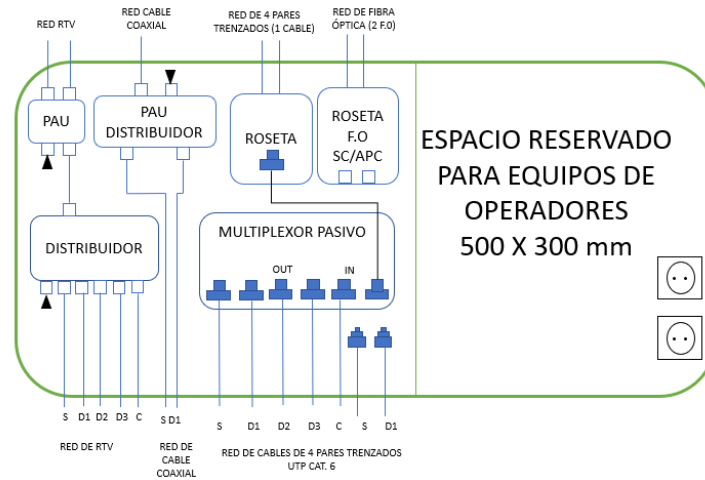 RED RTV
RED CABLE
COAXIAL
RED DE 4 PARES
TRENZADOS (1 CABLE)
RED DE FIBRA
ÓPTICA (2 F.0)
PAU
PAU
DISTRIBUIDOR
ROSETA
ROSETA
F.O
SC/APC
ESPACIO RESERVADO
PARA EQUIPOS DE
OPERADORES
500 X 300 mm
DISTRIBUIDOR
MULTIPLEXOR PASIVO
OUT
IN
S D1 D2 D3 C
S D1
S D1 D2 D3 C S D1
RED DE RTV
RED DE
CABLE
COAXIAL
RED DE CABLES DE 4 PARES TRENZADOS
UTP CAT. 6